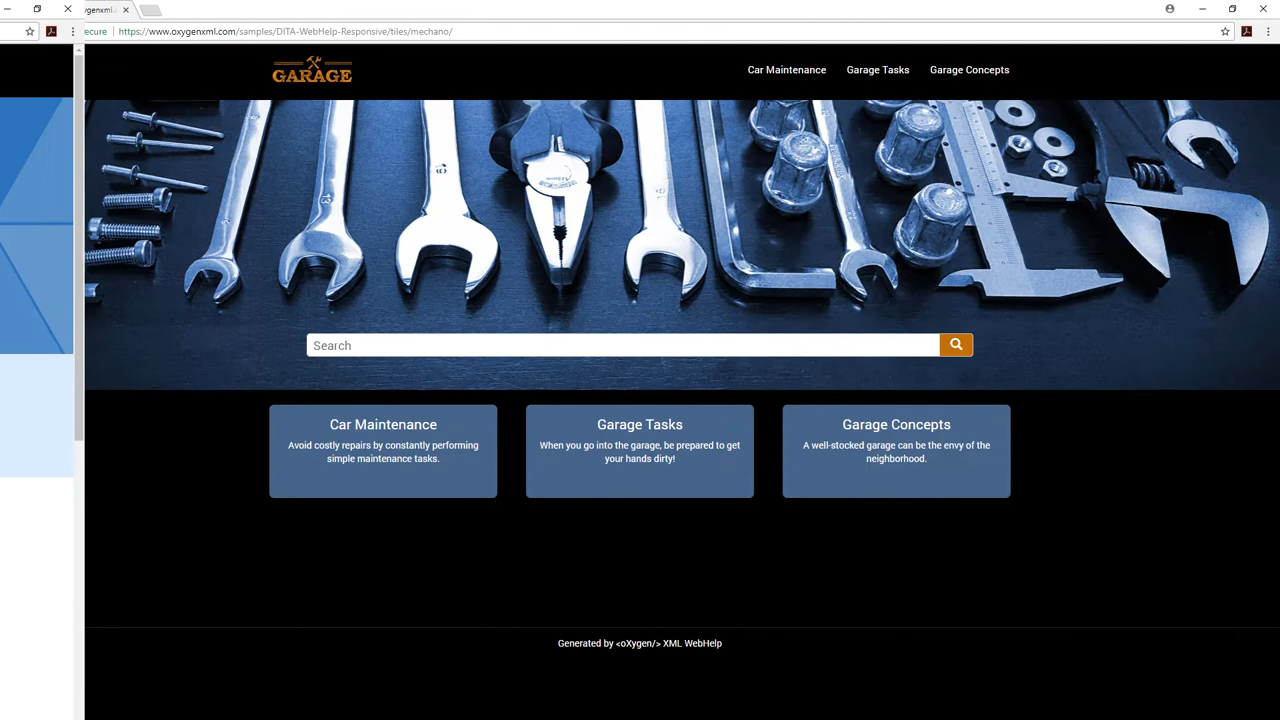 oxygenxml.c
ecure
https://www.oxygenxml.com/samples/DITA-WebHelp-Responsive/tiles/mechano/
GARAGE
Car Maintenance
Garage Tasks
Garage Concepts
Search
Car Maintenance
Avoid costly repairs by constantly performing
simple maintenance tasks.
Garage Tasks
When you go into the garage, be prepared to get
your hands dirty!
Garage Concepts
A well-stocked garage can be the envy of the
neighborhood.
Generated by <oXygen/> XML WebHelp